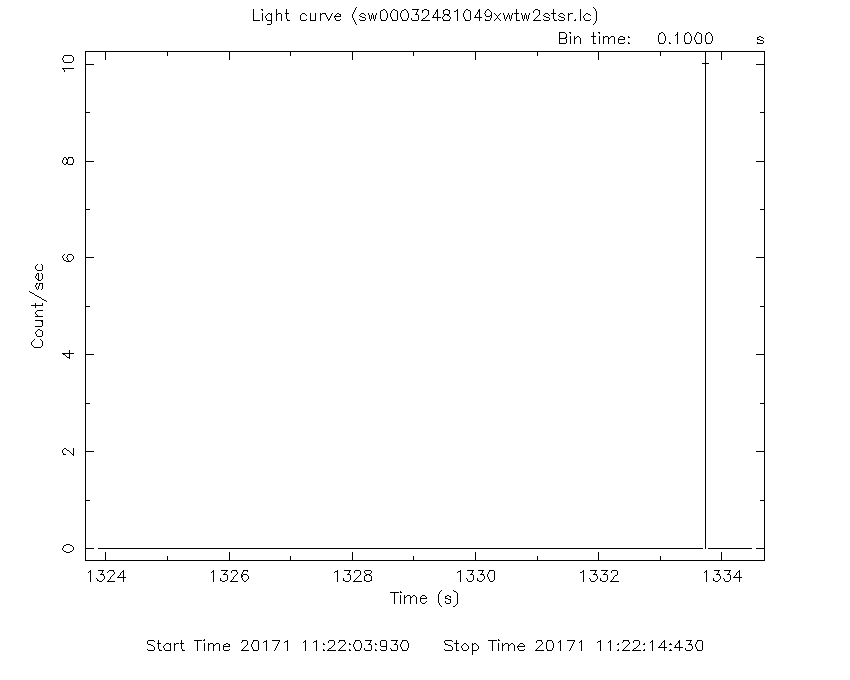 Light curve (sw00032481049xwtw2stsr.lc)
Bin time: 0.1000 s
10
8
6
4
2
0
Count/sec
1324 1326 1328 1330 1332 1334
Time (s)
Start Time 20171 11:22:03:930 Stop Time 20171 11:22:14:430